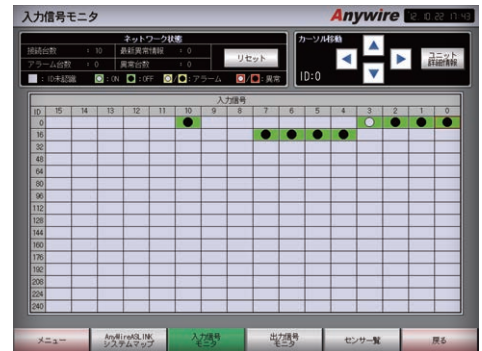 入力信号モニタ
Anywire
12.10.22 17:43
ネットワーク状態
接続台数 : 10 最新異常情報 : 0
アラーム台数 : 0 異常台数 : 0
リセット
■ : ID未認識 ◙ : ON ◘ : OFF / : アラーム / : 異常
カーソル移動
ID:0
ユニット
詳細情報
入力信号
ID 15 14 13 12 11 10 9 8 7 6 5 4 3 2 1 0
0
16
32
48
64
80
96
112
128
144
160
176
192
208
224
240
メニュー
AnyWireASLINK
システムマップ
入力信号
モニタ
出力信号
モニタ
センサ一覧
戻る